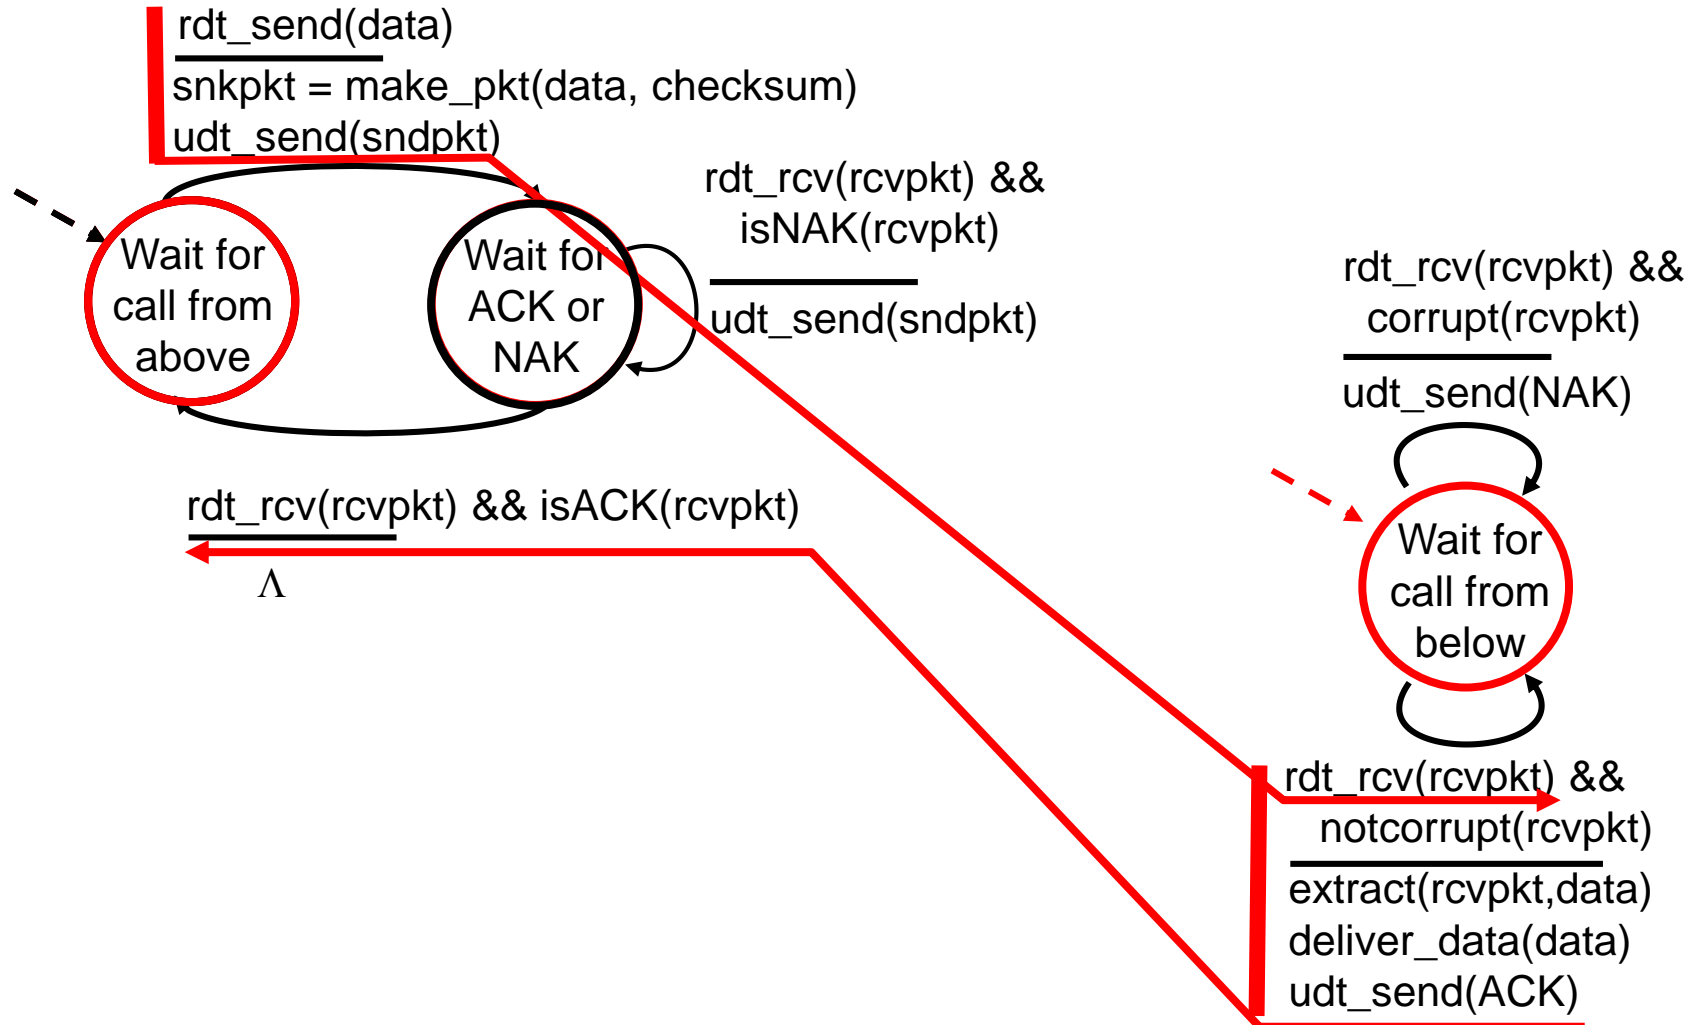 rdt_send(data)
snkpkt = make_pkt(data, checksum)
udt_send(sndpkt)
rdt_rcv(rcvpkt) &&
isNAK(rcvpkt)
udt_send(sndpkt)
Wait for
call from
above
Wait for
ACK or
NAK
rdt_rcv(rcvpkt) && isACK(rcvpkt)
Λ
rdt_rcv(rcvpkt) &&
corrupt(rcvpkt)
udt_send(NAK)
Wait for
call from
below
rdt_rcv(rcvpkt) &&
notcorrupt(rcvpkt)
extract(rcvpkt,data)
deliver_data(data)
udt_send(ACK)